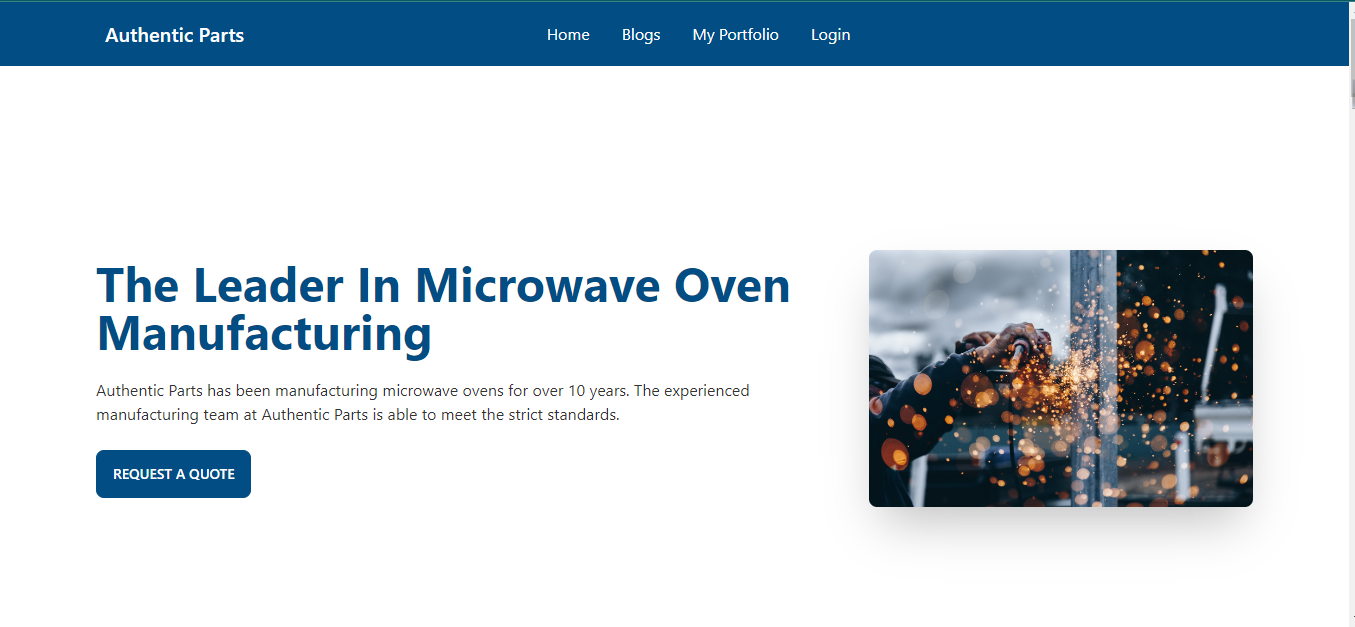 Authentic Parts
Home Blogs My Portfolio Login
The Leader In Microwave Oven
Manufacturing
Authentic Parts has been manufacturing microwave ovens for over 10 years. The experienced
manufacturing team at Authentic Parts is able to meet the strict standards.
REQUEST A QUOTE